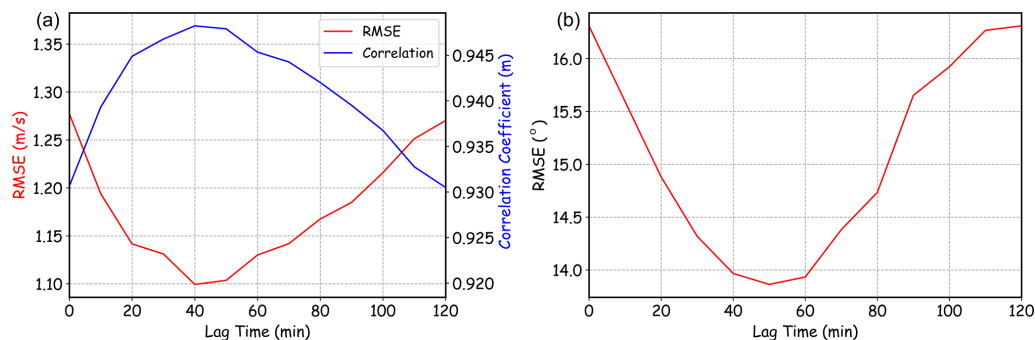 (a)
RMSE
Correlation
1.35
1.30
1.25
1.20
1.15
1.10
RMSE (m/s)
0.945
0.940
0.935
0.930
0.925
0.920
Correlation Coefficient (m)
0 20 40 60 80 100 120
Lag Time (min)
(b)
16.0
15.5
15.0
14.5
14.0
RMSE (°)
0 20 40 60 80 100 120
Lag Time (min)